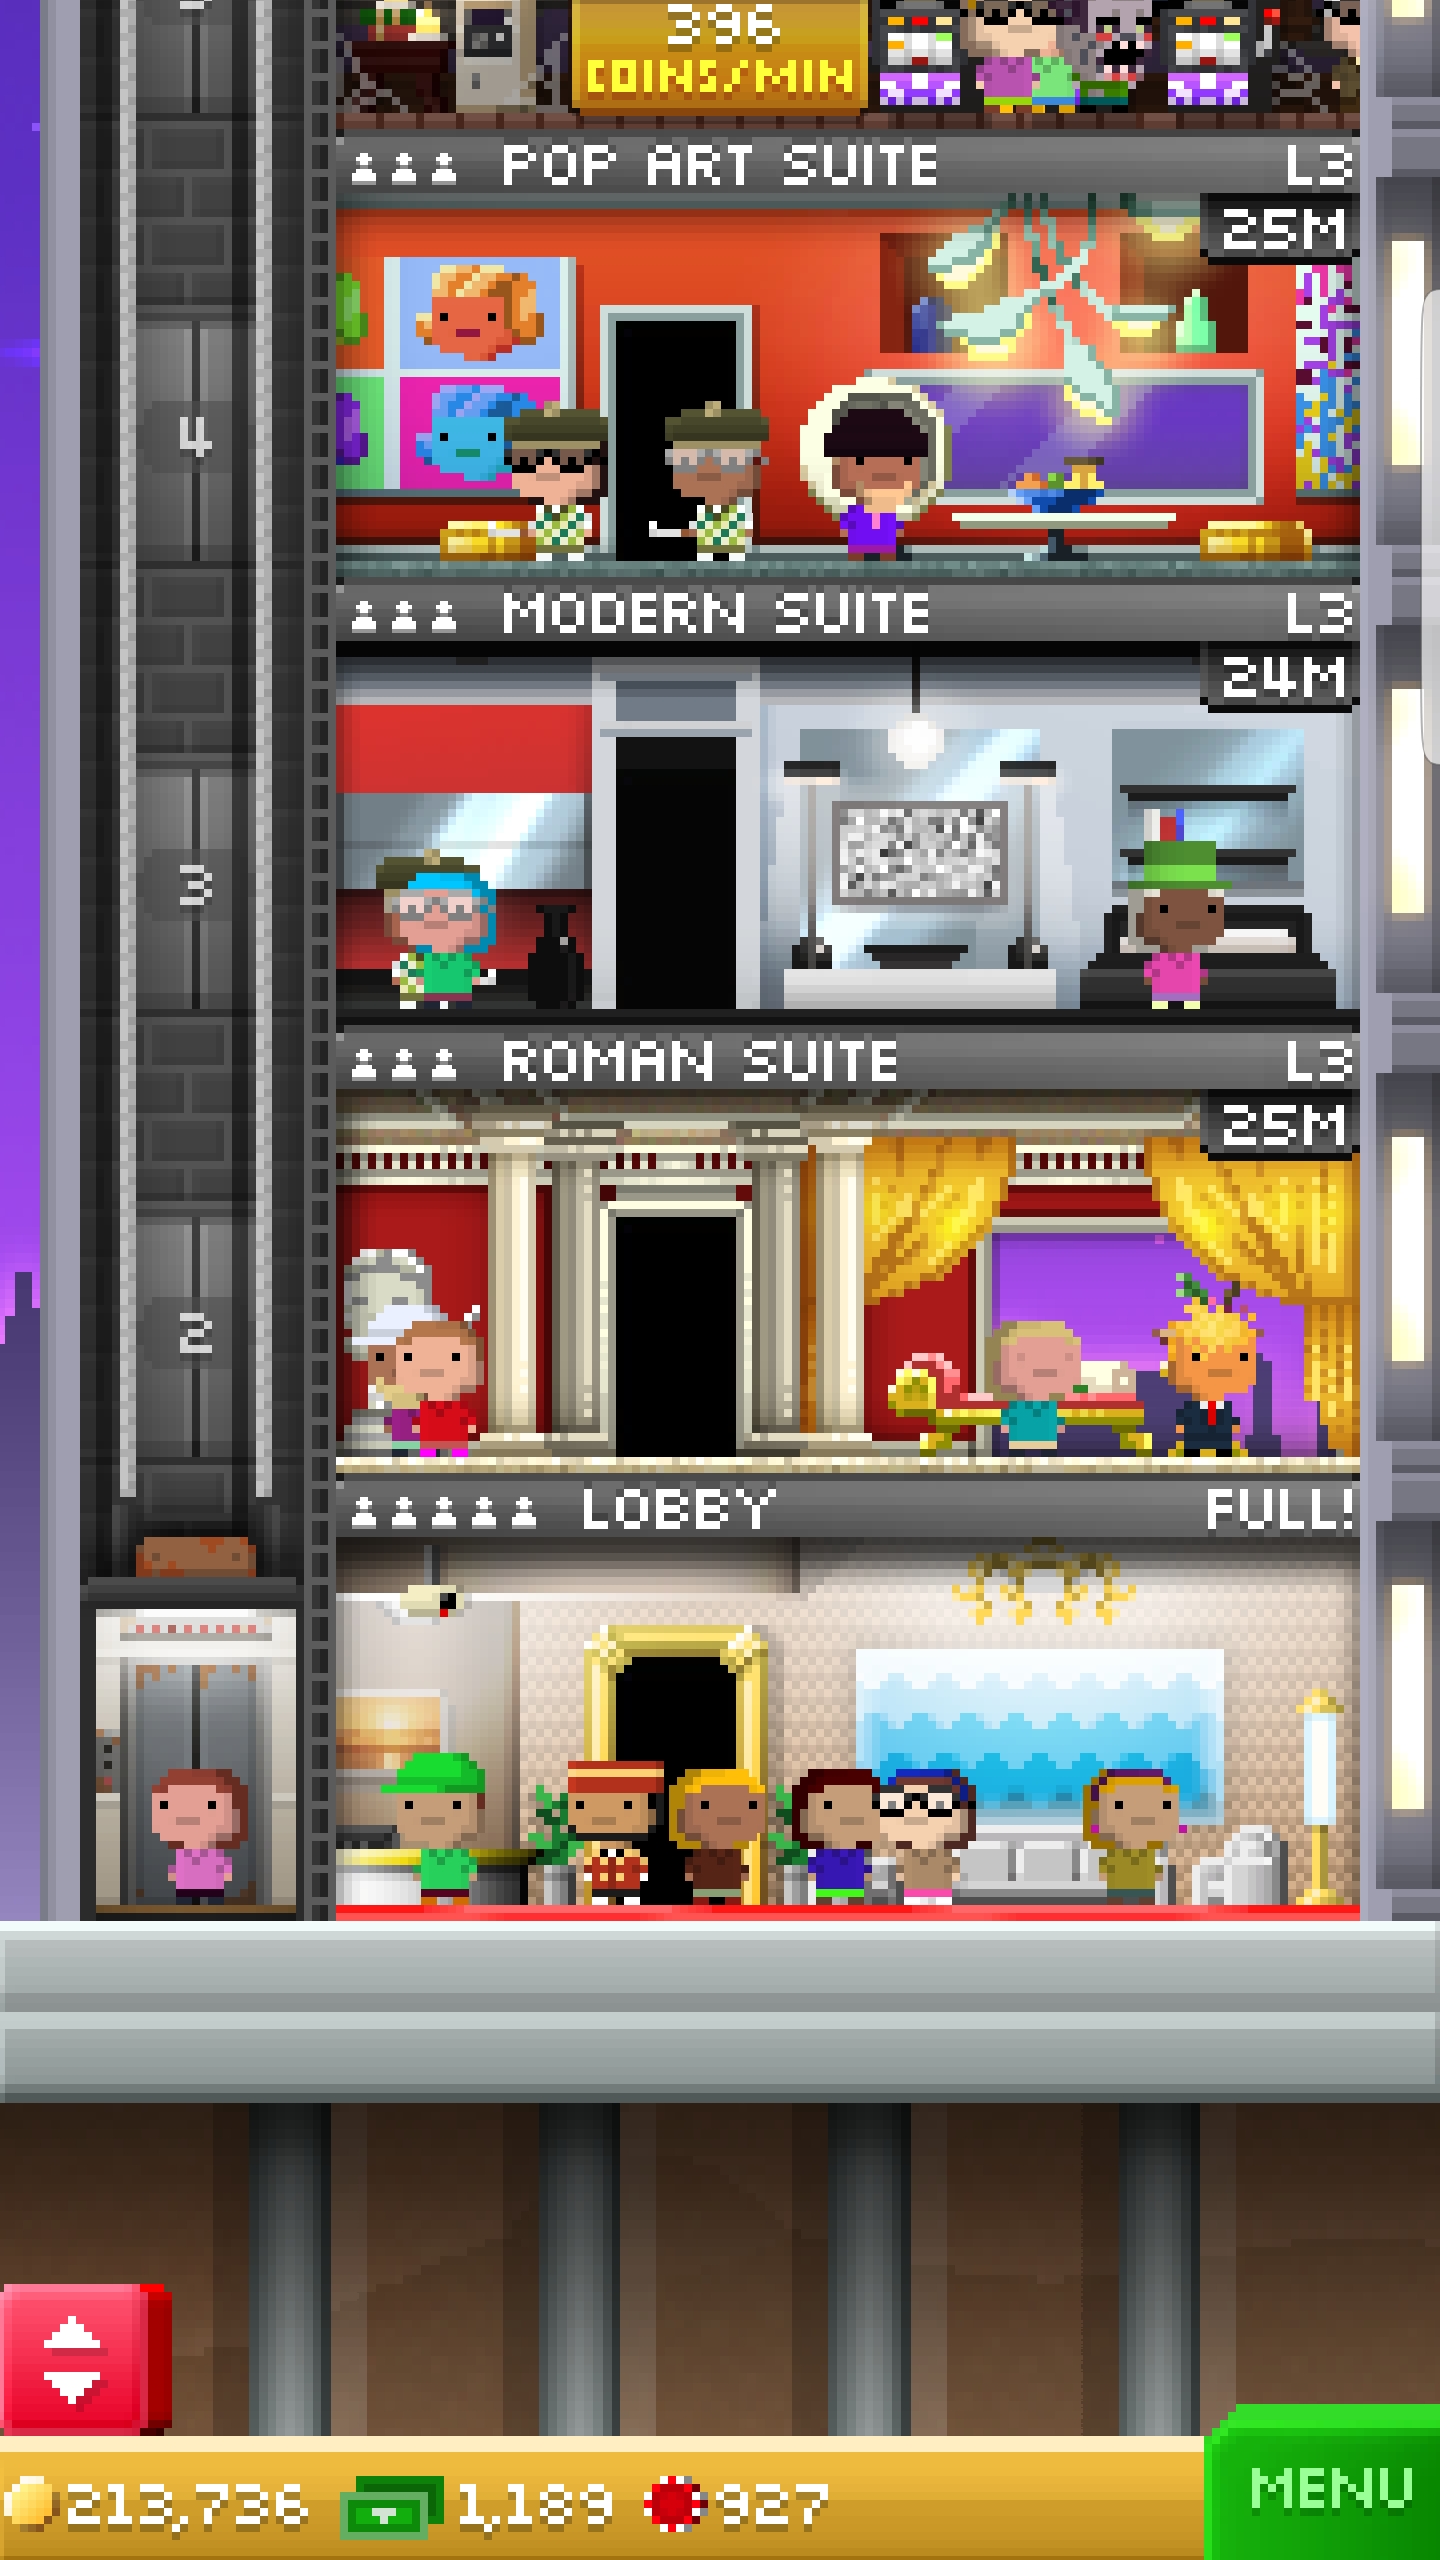 396
COINS/MIN
POP ART SUITE L3
25M
4
MODERN SUITE L3
24M
3
ROMAN SUITE L3
25M
2
LOBBY FULL!
213,736 1,189 927
MENU